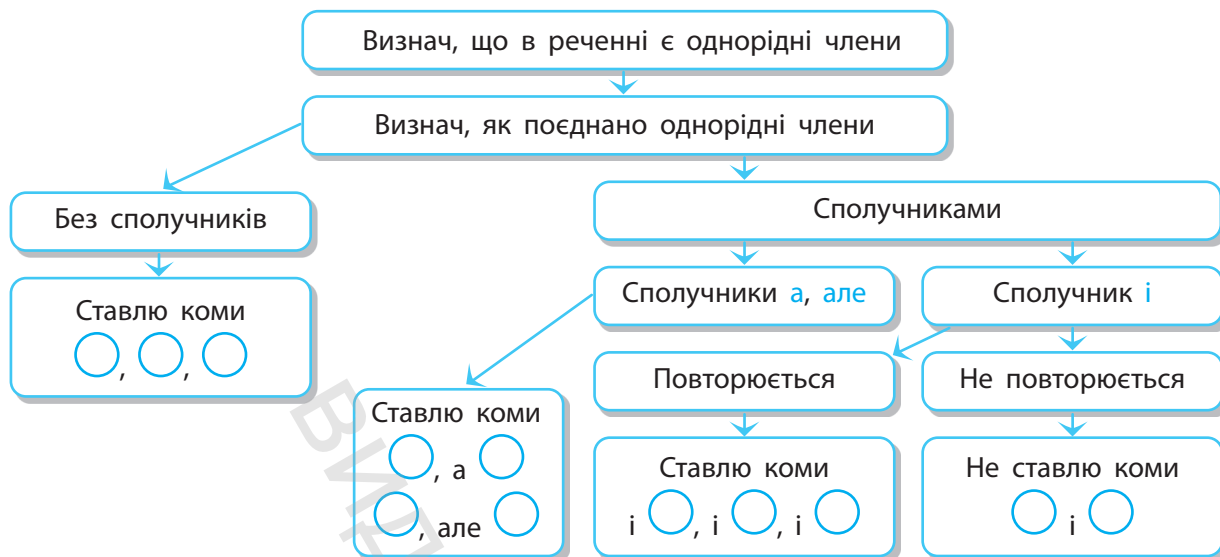 Визнач, що в реченні є однорідні члени
Визнач, як поєднано однорідні члени
Без сполучників
Сполучниками
Ставлю коми
, ,
Сполучники а, але
Сполучник і
Повторюється
Не повторюється
Ставлю коми
, а
, але
Ставлю коми
і , і , і
Не ставлю коми
і
ВИД